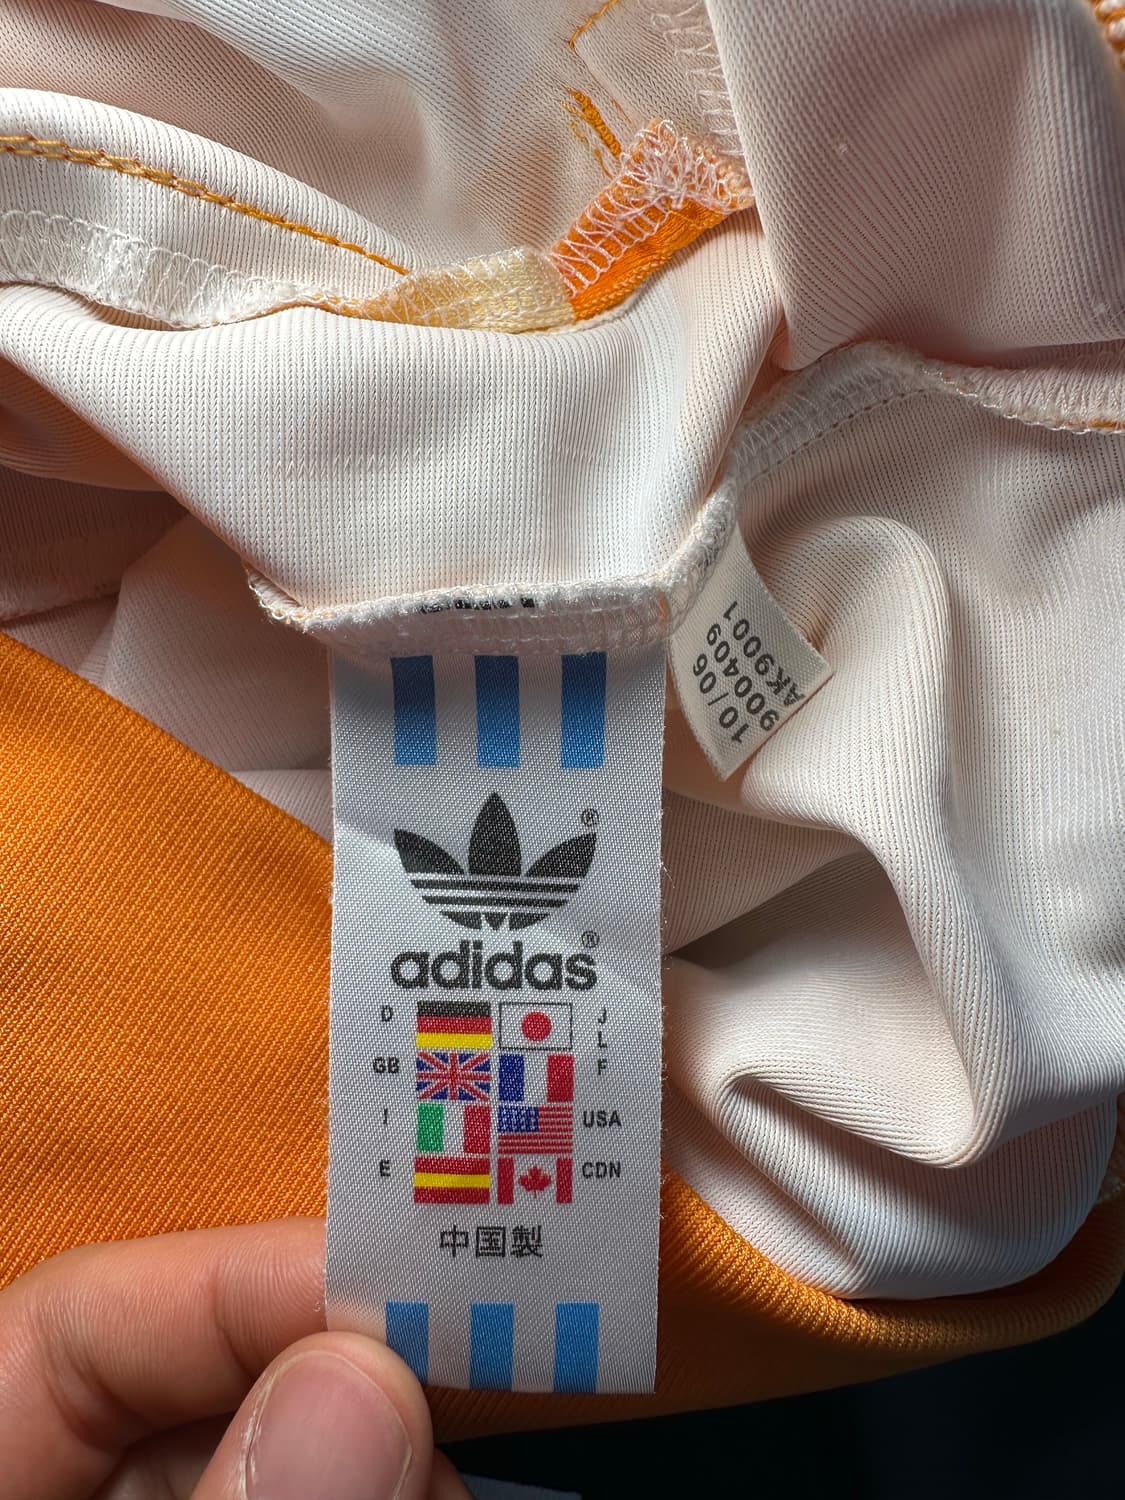 10/06
900409
AK9001
®
adidas®
D J
L
GB F
I USA
E CDN
中国製